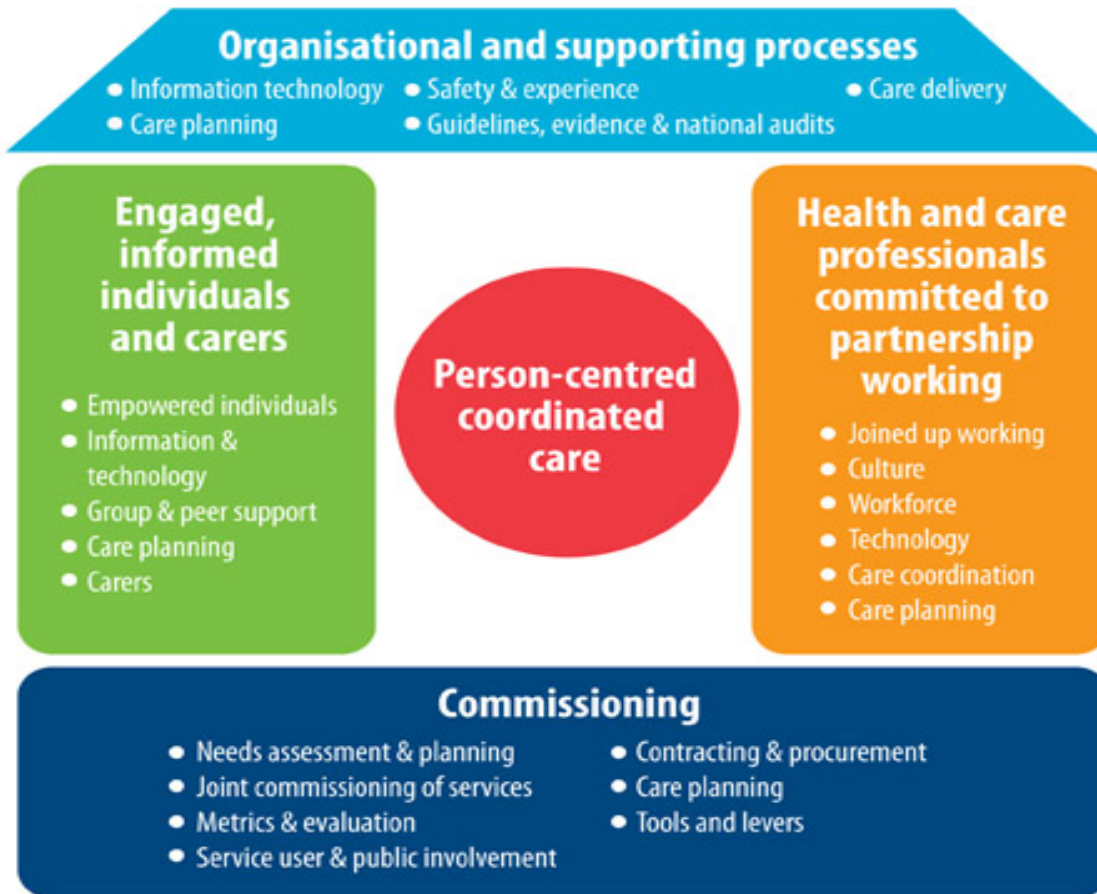 Organisational and supporting processes
• Information technology • Safety & experience • Care delivery
• Care planning • Guidelines, evidence & national audits
Engaged,
informed
individuals
and carers
• Empowered individuals
• Information &
technology
• Group & peer support
• Care planning
• Carers
Person-centred
coordinated
care
Health and care
professionals
committed to
partnership
working
• Joined up working
• Culture
• Workforce
• Technology
• Care coordination
• Care planning
Commissioning
• Needs assessment & planning
• Joint commissioning of services
• Metrics & evaluation
• Service user & public involvement
• Contracting & procurement
• Care planning
• Tools and levers